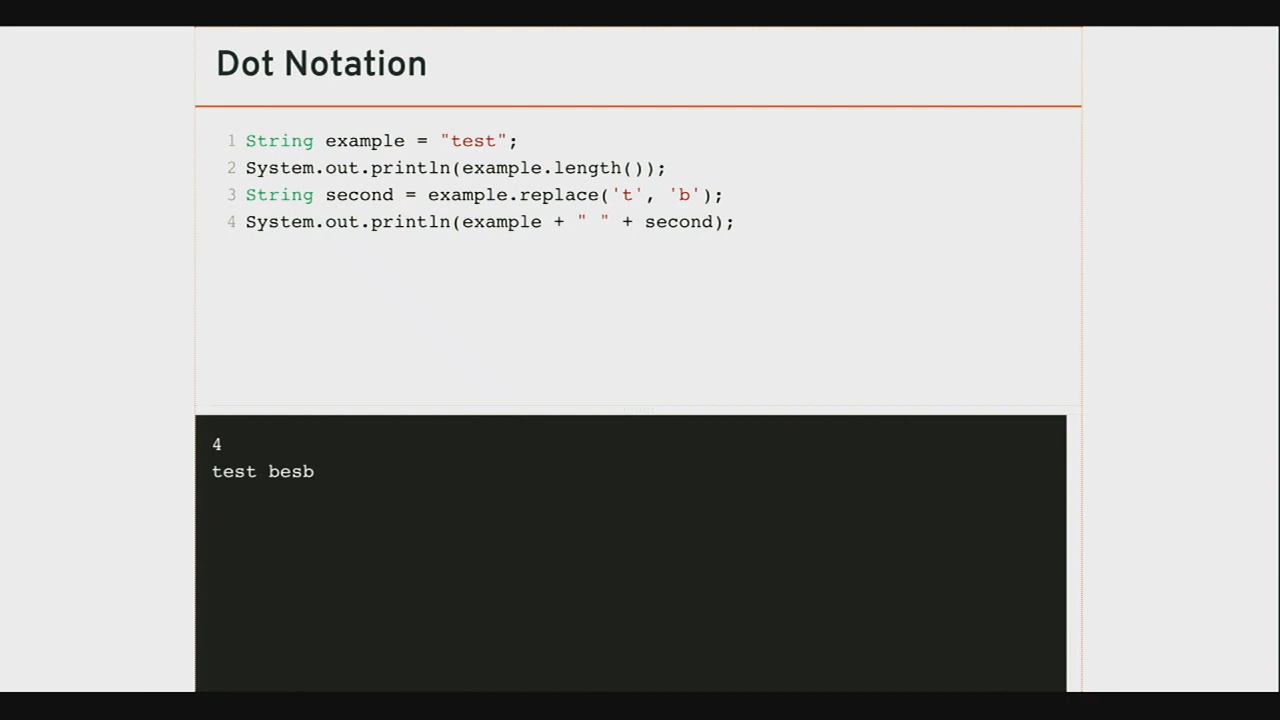 Dot Notation
1 String example = "test";
2 System.out.println(example.length());
3 String second = example.replace('t', 'b');
4 System.out.println(example + " " + second);
4
test besb